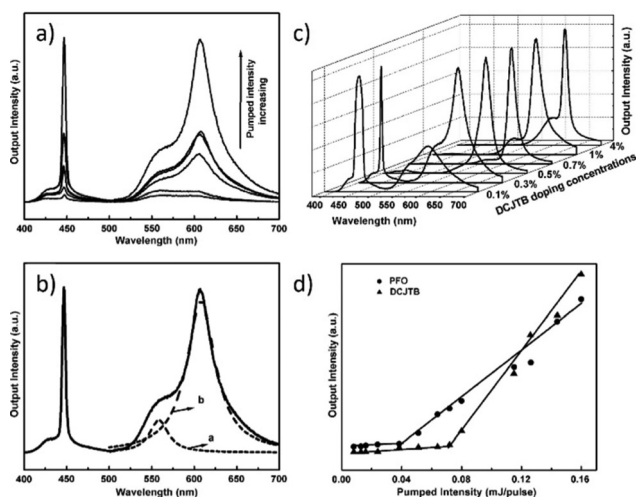 a)
Output Intensity (a.u.)
Pumped intensity
increasing
400 450 500 550 600 650 700
Wavelength (nm)
c)
Output Intensity (a.u.)
4%
1%
0.7%
0.5%
0.3%
0.1%
DCJTB doping concentrations
400 450 500 550 600 650 700
Wavelength (nm)
b)
Output Intensity (a.u.)
b
a
400 450 500 550 600 650 700
Wavelength (nm)
d)
PFO
DCJTB
Output Intensity (a.u.)
0.00 0.04 0.08 0.12 0.16
Pumped Intensity (mJ/pulse)